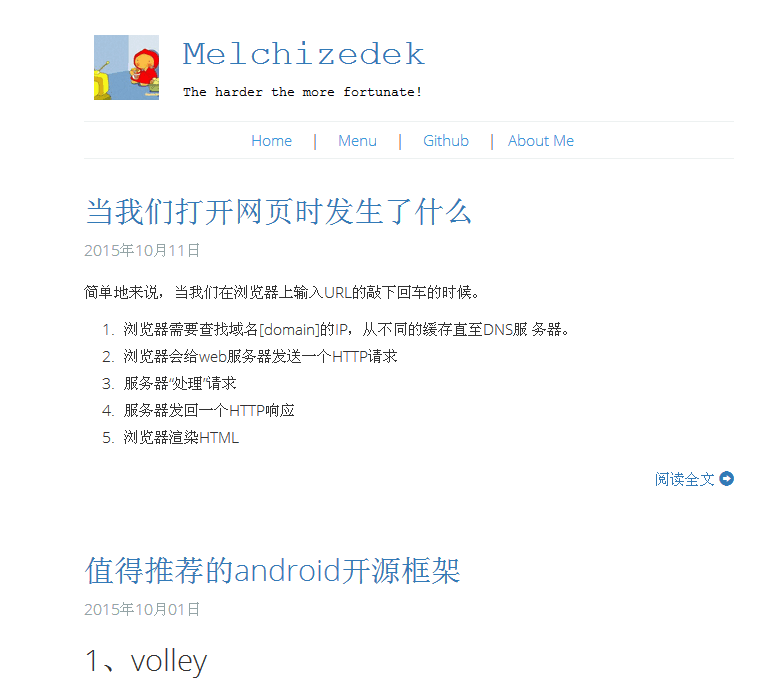 Melchizedek
The harder the more fortunate!
Home | Menu | Github | About Me
当我们打开网页时发生了什么
2015年10月11日
简单地来说，当我们在浏览器上输入URL的敲下回车的时候。
1. 浏览器需要查找域名[domain]的IP，从不同的缓存直至DNS服 务器。
2. 浏览器会给web服务器发送一个HTTP请求
3. 服务器“处理”请求
4. 服务器发回一个HTTP响应
5. 浏览器渲染HTML
阅读全文
值得推荐的android开源框架
2015年10月01日
1、volley